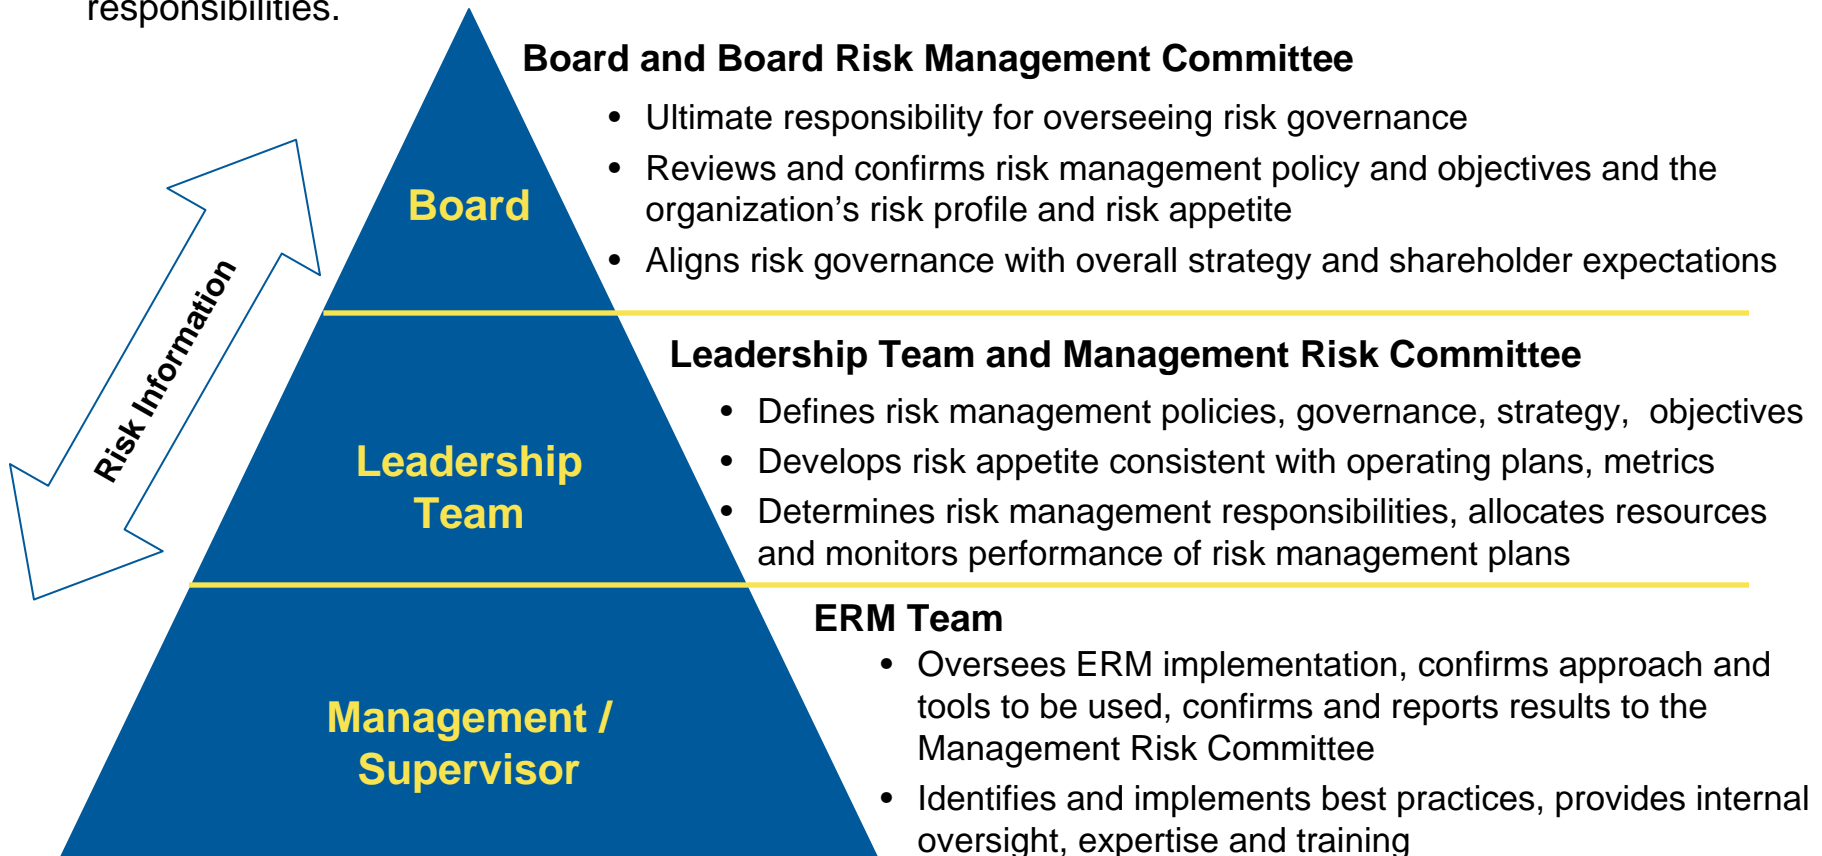 responsibilities.
Board and Board Risk Management Committee
• Ultimate responsibility for overseeing risk governance
• Reviews and confirms risk management policy and objectives and the
organization’s risk profile and risk appetite
• Aligns risk governance with overall strategy and shareholder expectations
Board
Risk Information
Leadership Team and Management Risk Committee
• Defines risk management policies, governance, strategy,  objectives
• Develops risk appetite consistent with operating plans, metrics
• Determines risk management responsibilities, allocates resources
and monitors performance of risk management plans
Leadership
Team
ERM Team
• Oversees ERM implementation, confirms approach and
tools to be used, confirms and reports results to the
Management Risk Committee
• Identifies and implements best practices, provides internal
oversight, expertise and training
Management /
Supervisor